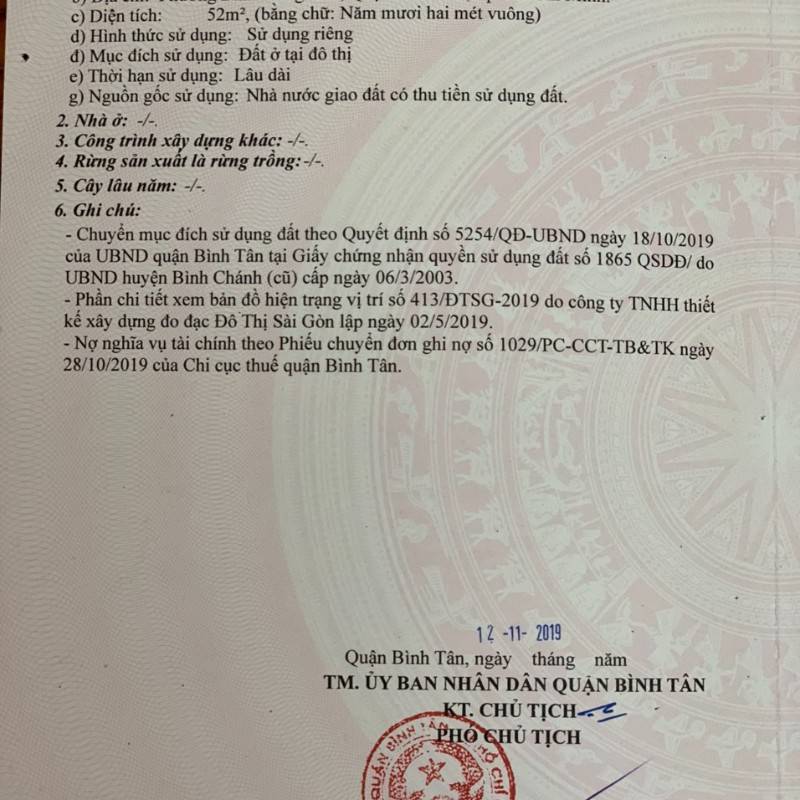 c) Diện tích: 52m², (bằng chữ: Năm mươi hai mét vuông)
d) Hình thức sử dụng: Sử dụng riêng
đ) Mục đích sử dụng: Đất ở tại đô thị
e) Thời hạn sử dụng: Lâu dài
g) Nguồn gốc sử dụng: Nhà nước giao đất có thu tiền sử dụng đất.
2. Nhà ở: -/-.
3. Công trình xây dựng khác: -/-.
4. Rừng sản xuất là rừng trồng: -/-.
5. Cây lâu năm: -/-.
6. Ghi chú:
- Chuyển mục đích sử dụng đất theo Quyết định số 5254/QĐ-UBND ngày 18/10/2019
của UBND quận Bình Tân tại Giấy chứng nhận quyền sử dụng đất số 1865 QSDĐ/ do
UBND huyện Bình Chánh (cũ) cấp ngày 06/3/2003.
- Phần chi tiết xem bản đồ hiện trạng vị trí số 413/ĐTSG-2019 do công ty TNHH thiết
kế xây dựng đo đạc Đô Thị Sài Gòn lập ngày 02/5/2019.
- Nợ nghĩa vụ tài chính theo Phiếu chuyển đơn ghi nợ số 1029/PC-CCT-TB&TK ngày
28/10/2019 của Chi cục thuế quận Bình Tân.
12 -11- 2019
Quận Bình Tân, ngày tháng năm
TM. ỦY BAN NHÂN DÂN QUẬN BÌNH TÂN
KT. CHỦ TỊCH
PHÓ CHỦ TỊCH
QUẬN BÌNH TÂN